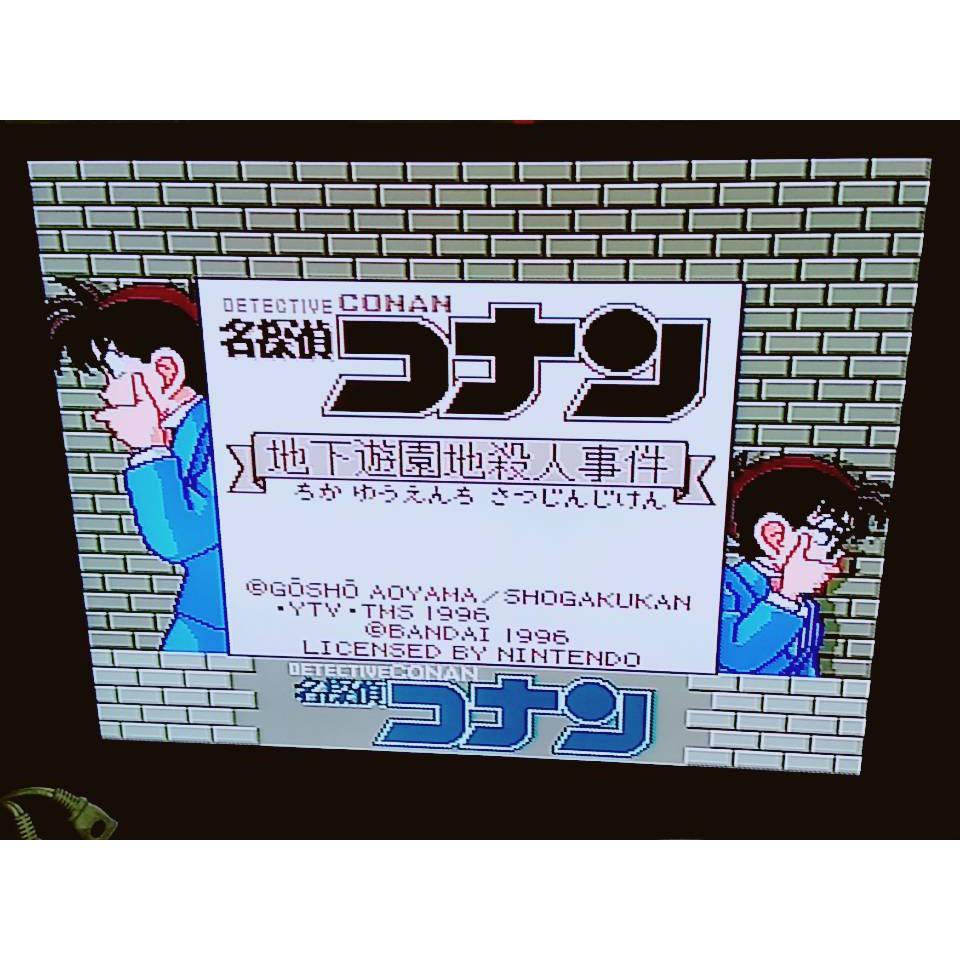 DETECTIVE CONAN
名探偵コナン
地下遊園地殺人事件
ちか ゆうえんち さつじんじけん
©GŌSHŌ AOYAMA/SHOGAKUKAN
・YTV・TMS 1996
©BANDAI 1996
LICENSED BY NINTENDO
DETECTIVE CONAN
名探偵コナン